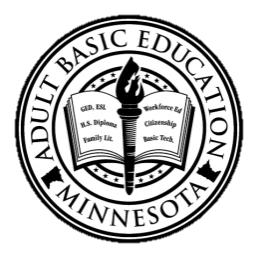 ADULT BASIC EDUCATION
GED, ESL
H.S. Diploma
Family Lit.
Workforce Ed
Citizenship
Basic Tech.
MINNESOTA